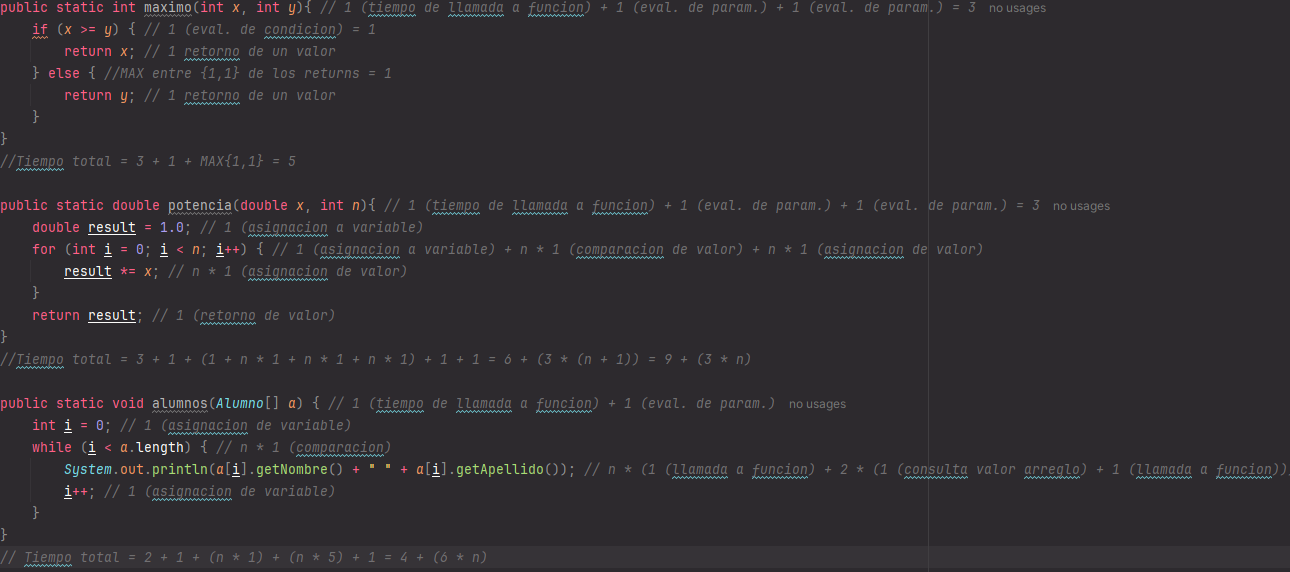 public static int maximo(int x, int y){ // 1 (tiempo de llamada a funcion) + 1 (eval. de param.) + 1 (eval. de param.) = 3 no usages
if (x >= y) { // 1 (eval. de condicion) = 1
return x; // 1 retorno de un valor
} else { //MAX entre {1,1} de los returns = 1
return y; // 1 retorno de un valor
}
}
//Tiempo total = 3 + 1 + MAX{1,1} = 5
public static double potencia(double x, int n){ // 1 (tiempo de llamada a funcion) + 1 (eval. de param.) + 1 (eval. de param.) = 3 no usages
double result = 1.0; // 1 (asignacion a variable)
for (int i = 0; i < n; i++) { // 1 (asignacion a variable) + n * 1 (comparacion de valor) + n * 1 (asignacion de valor)
result *= x; // n * 1 (asignacion de valor)
}
return result; // 1 (retorno de valor)
}
//Tiempo total = 3 + 1 + (1 + n * 1 + n * 1 + n * 1) + 1 + 1 = 6 + (3 * (n + 1)) = 9 + (3 * n)
public static void alumnos(Alumno[] a) { // 1 (tiempo de llamada a funcion) + 1 (eval. de param.) no usages
int i = 0; // 1 (asignacion de variable)
while (i < a.length) { // n * 1 (comparacion)
System.out.println(a[i].getNombre() + " " + a[i].getApellido()); // n * (1 (llamada a funcion) + 2 * (1 (consulta valor arreglo) + 1 (llamada a funcion))
i++; // 1 (asignacion de variable)
}
}
// Tiempo total = 2 + 1 + (n * 1) + (n * 5) + 1 = 4 + (6 * n)